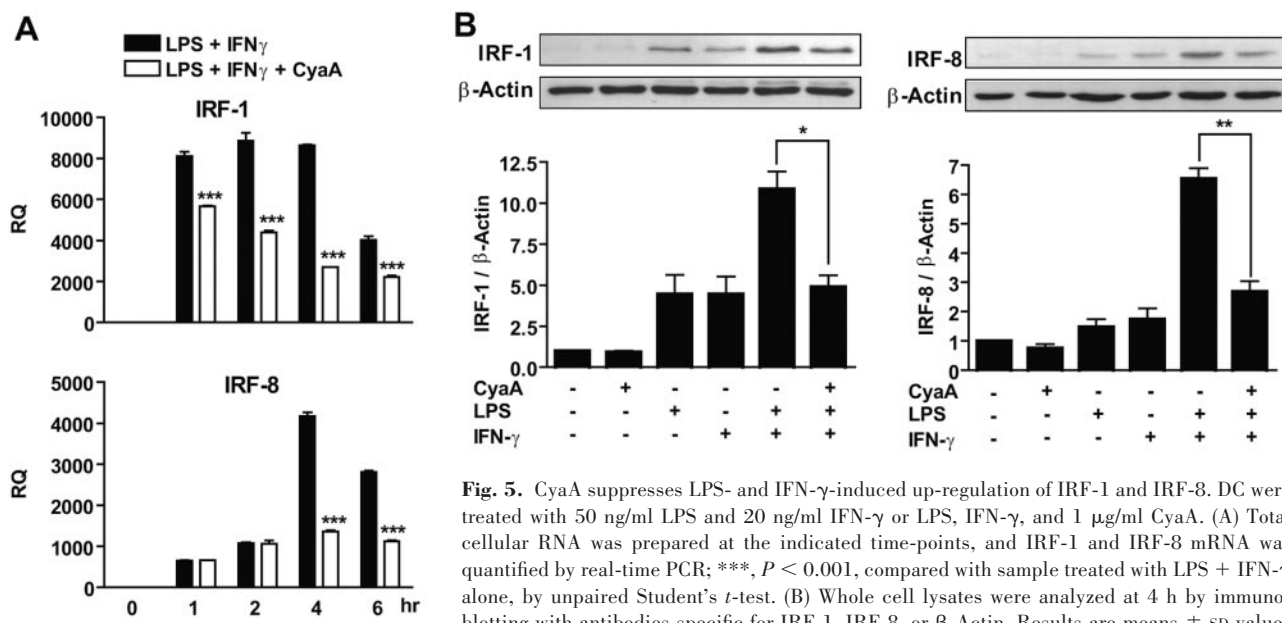 A
LPS + IFNγ
LPS + IFNγ + CyaA
IRF-1
10000
8000
6000
4000
2000
0
RQ
***
***
***
***
IRF-8
5000
4000
3000
2000
1000
0
RQ
***
***
0 1 2 4 6 hr
B
IRF-1
β-Actin
*
12.5
10.0
7.5
5.0
2.5
0.0
IRF-1 / β-Actin
CyaA - + - - - +
LPS - - + - + +
IFN-γ - - - + + +
IRF-8
β-Actin
**
7
6
5
4
3
2
1
0
IRF-8 / β-Actin
CyaA - + - - - +
LPS - - + - + +
IFN-γ - - - + + +
Fig. 5. CyaA suppresses LPS- and IFN-γ-induced up-regulation of IRF-1 and IRF-8. DC were
treated with 50 ng/ml LPS and 20 ng/ml IFN-γ or LPS, IFN-γ, and 1 μg/ml CyaA. (A) Tota
cellular RNA was prepared at the indicated time-points, and IRF-1 and IRF-8 mRNA wa
quantified by real-time PCR; ***, P < 0.001, compared with sample treated with LPS + IFN-γ
alone, by unpaired Student's t-test. (B) Whole cell lysates were analyzed at 4 h by immuno
blotting with antibodies specific for IRF-1, IRF-8, or β-Actin. Results are means ± SD value